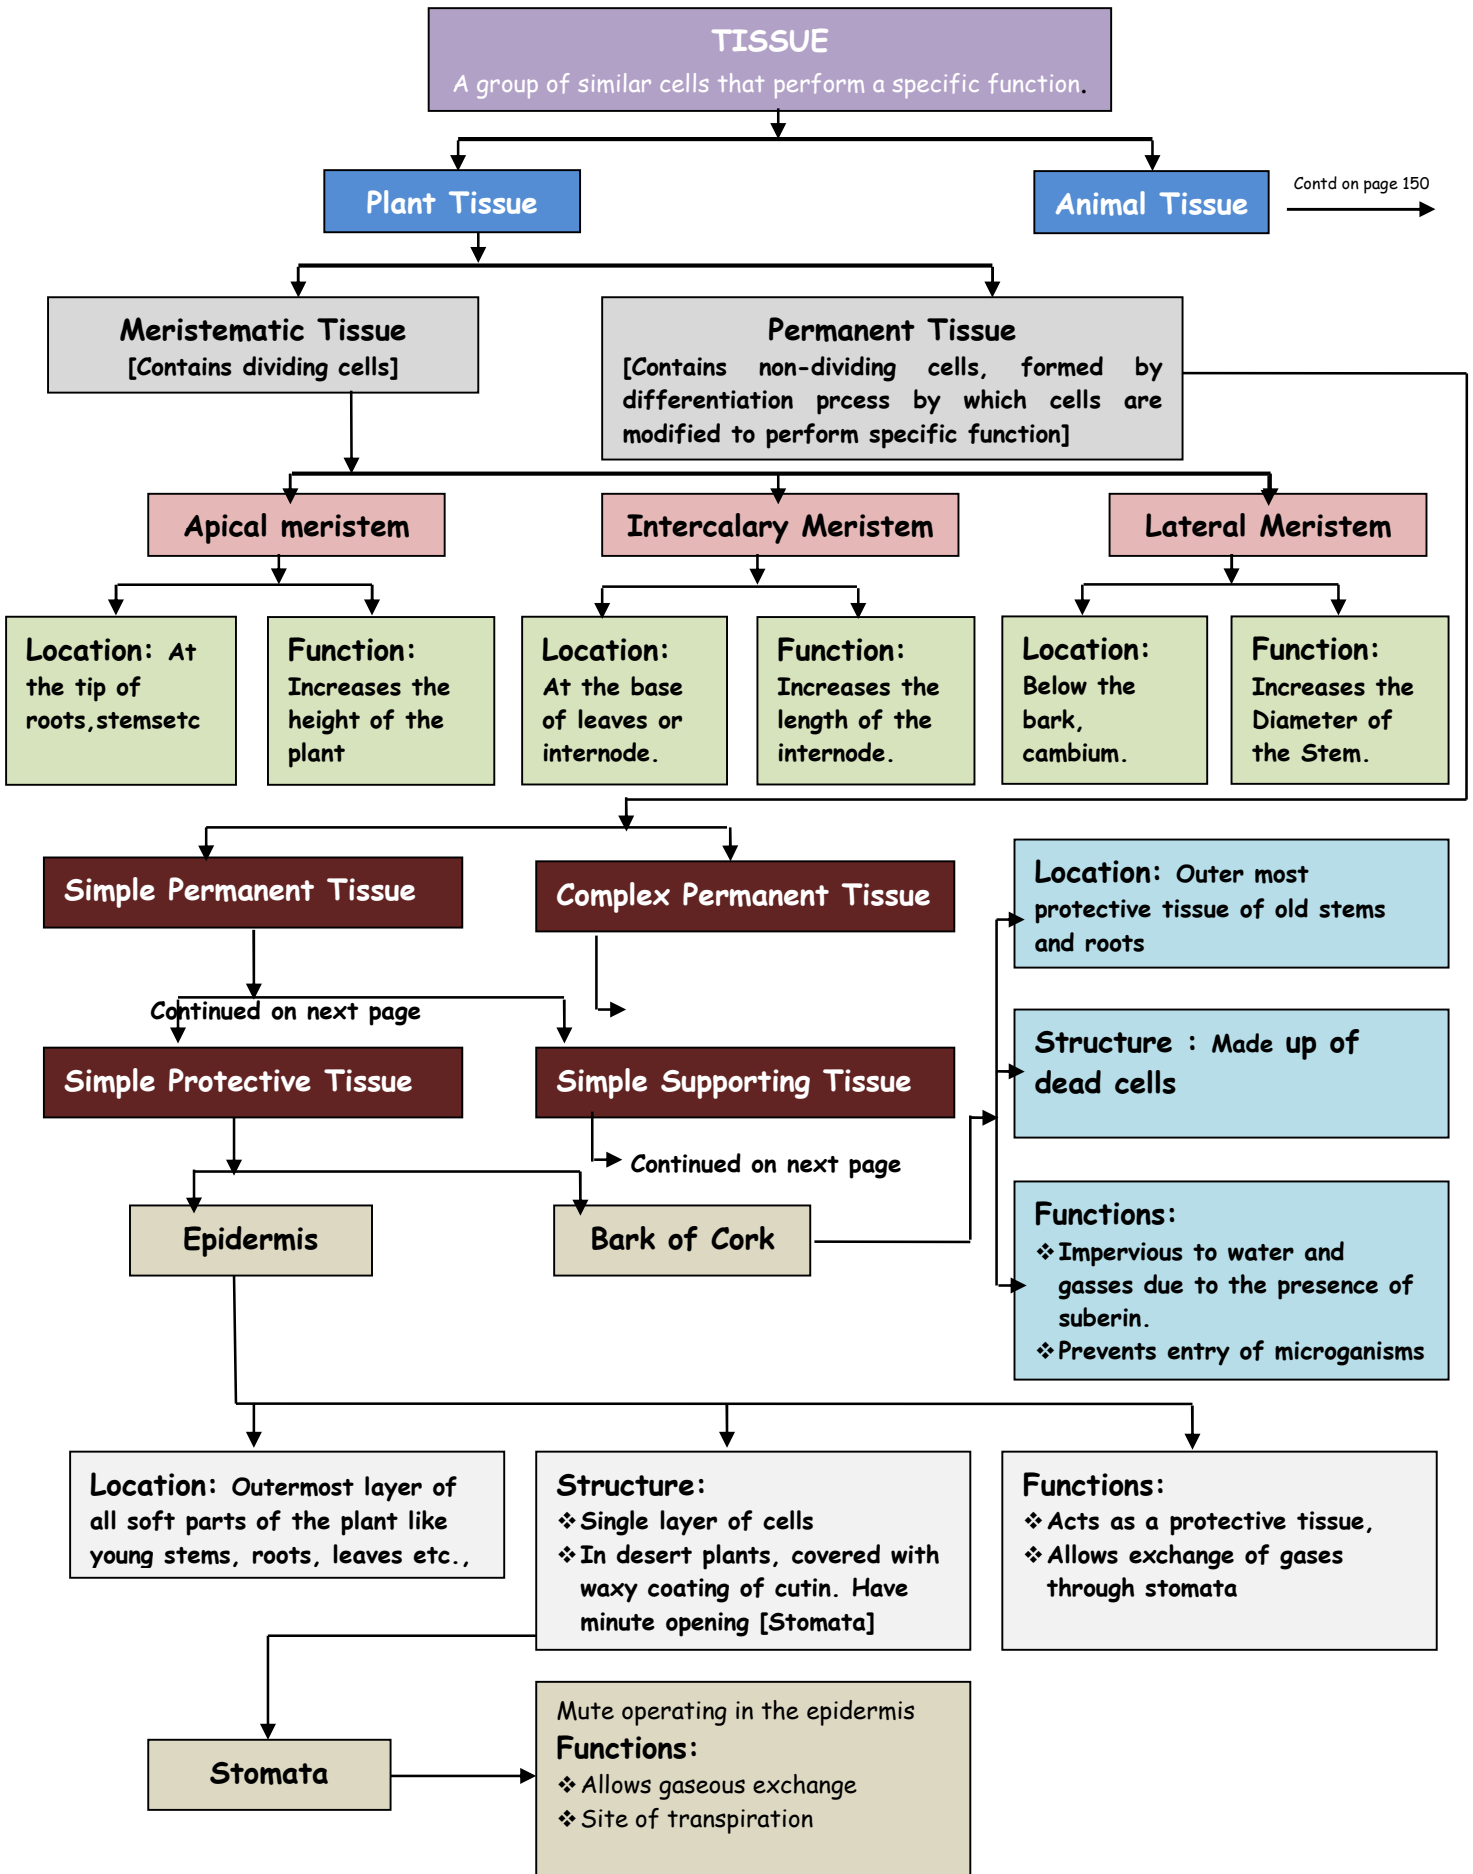 TISSUE
A group of similar cells that perform a specific function.
Plant Tissue
Animal Tissue
Contd on page 150
Meristematic Tissue
[Contains dividing cells]
Permanent Tissue
[Contains non-dividing cells, formed by
differentiation prcess by which cells are
modified to perform specific function]
Apical meristem
Intercalary Meristem
Lateral Meristem
Location: At
the tip of
roots,stemsetc
Function:
Increases the
height of the
plant
Location:
At the base
of leaves or
internode.
Function:
Increases the
length of the
internode.
Location:
Below the
bark,
cambium.
Function:
Increases the
Diameter of
the Stem.
Simple Permanent Tissue
Complex Permanent Tissue
Location: Outer most
protective tissue of old stems
and roots
Continued on next page
Structure : Made up of
dead cells
Simple Protective Tissue
Simple Supporting Tissue
Continued on next page
Epidermis
Bark of Cork
Functions:
❖Impervious to water and
gasses due to the presence of
suberin.
❖Prevents entry of microganisms
Location: Outermost layer of
all soft parts of the plant like
young stems, roots, leaves etc.,
Structure:
❖Single layer of cells
❖In desert plants, covered with
waxy coating of cutin. Have
minute opening [Stomata]
Functions:
❖Acts as a protective tissue,
❖Allows exchange of gases
through stomata
Stomata
Mute operating in the epidermis
Functions:
❖Allows gaseous exchange
❖Site of transpiration